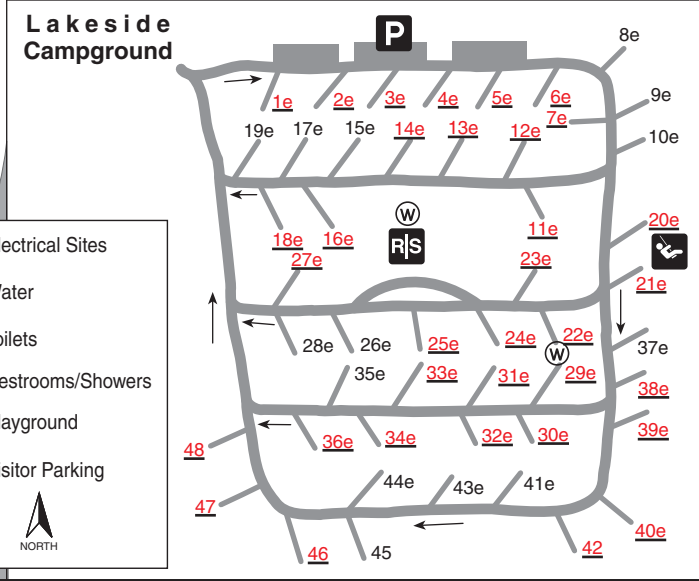 Lakeside
Campground
P
8e
1e 2e 3e 4e 5e 6e
7e
9e
19e 17e 15e 14e 13e 12e
10e
W
R|S
18e 16e 11e
20e
27e 23e
21e
28e 26e 25e 24e 22e
W
37e
35e 33e 31e 29e
38e
36e 34e 32e 30e
39e
48
44e 43e 41e
47
40e
46 45 42
lectrical Sites
ater
oilets
estrooms/Showers
layground
isitor Parking
NORTH